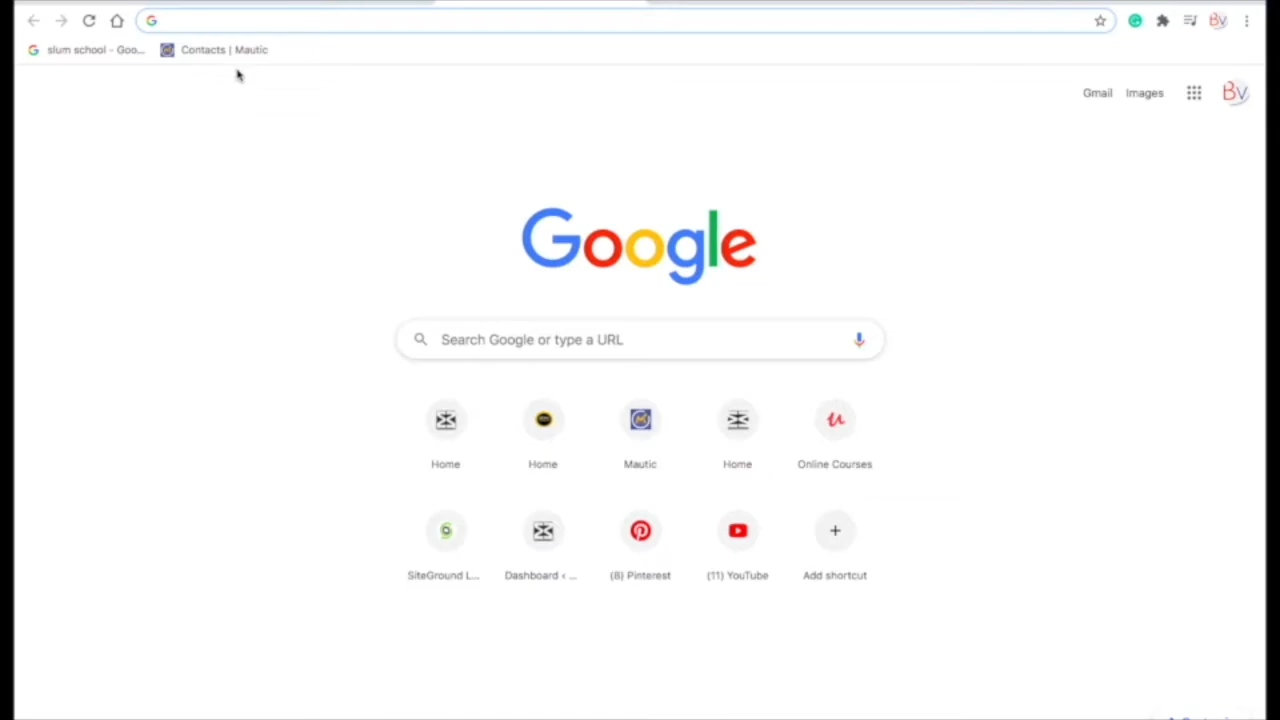 slum school - Goo... Contacts | Mautic
Gmail Images BV
Google
Search Google or type a URL
Home Home Mautic Home Online Courses
SiteGround L... Dashboard ‹ ... (8) Pinterest (11) YouTube Add shortcut